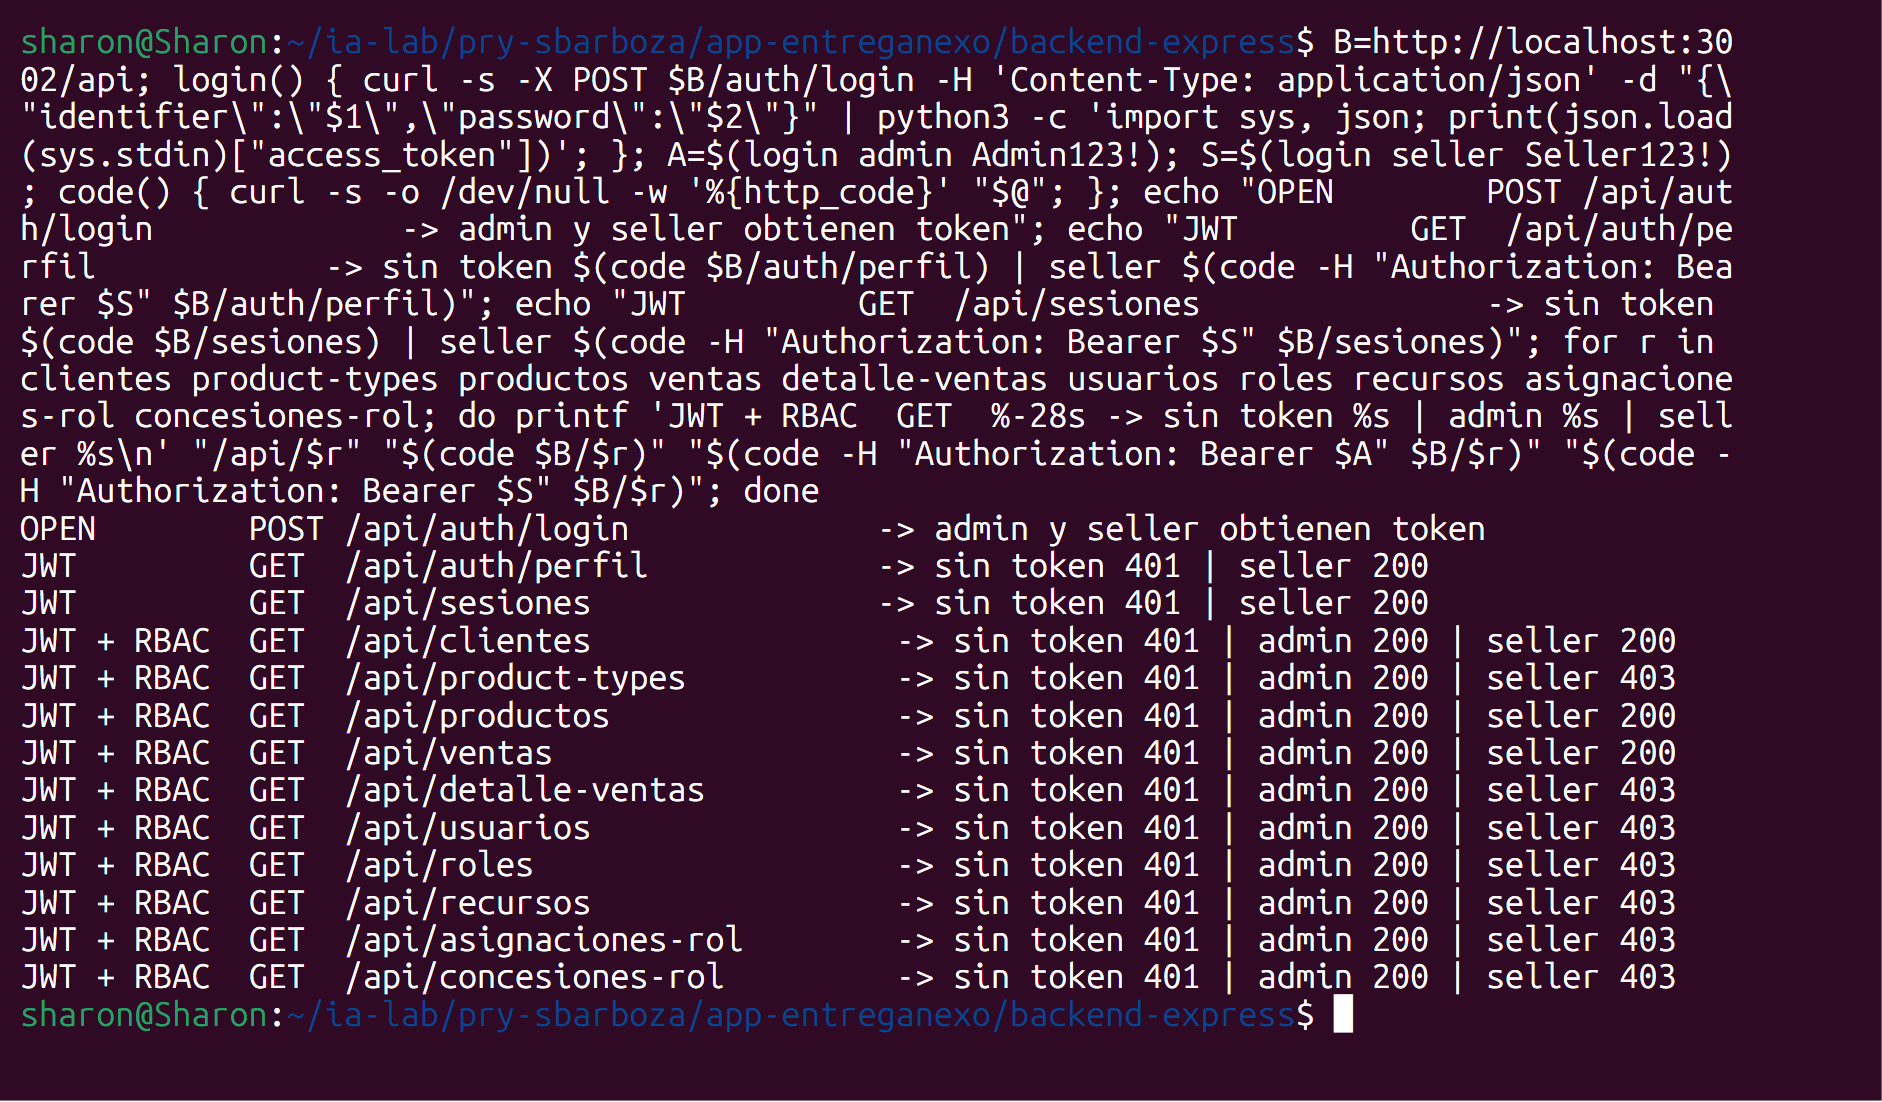 sharon@Sharon:~/ia-lab/pry-sbarboza/app-entreganexo/backend-express$ B=http://localhost:30
02/api; login() { curl -s -X POST $B/auth/login -H 'Content-Type: application/json' -d "{\
"identifier\":\"$1\",\"password\":\"$2\"}" | python3 -c 'import sys, json; print(json.load
(sys.stdin)["access_token"])'; }; A=$(login admin Admin123!); S=$(login seller Seller123!)
; code() { curl -s -o /dev/null -w '%{http_code}' "$@"; }; echo "OPEN        POST /api/aut
h/login             -> admin y seller obtienen token"; echo "JWT         GET  /api/auth/pe
rfil            -> sin token $(code $B/auth/perfil) | seller $(code -H "Authorization: Bea
rer $S" $B/auth/perfil)"; echo "JWT         GET  /api/sesiones               -> sin token 
$(code $B/sesiones) | seller $(code -H "Authorization: Bearer $S" $B/sesiones)"; for r in 
clientes product-types productos ventas detalle-ventas usuarios roles recursos asignacione
s-rol concesiones-rol; do printf 'JWT + RBAC  GET  %-28s -> sin token %s | admin %s | sell
er %s\n' "/api/$r" "$(code $B/$r)" "$(code -H "Authorization: Bearer $A" $B/$r)" "$(code -
H "Authorization: Bearer $S" $B/$r)"; done
OPEN        POST /api/auth/login             -> admin y seller obtienen token
JWT         GET  /api/auth/perfil            -> sin token 401 | seller 200
JWT         GET  /api/sesiones               -> sin token 401 | seller 200
JWT + RBAC  GET  /api/clientes                -> sin token 401 | admin 200 | seller 200
JWT + RBAC  GET  /api/product-types           -> sin token 401 | admin 200 | seller 403
JWT + RBAC  GET  /api/productos               -> sin token 401 | admin 200 | seller 200
JWT + RBAC  GET  /api/ventas                  -> sin token 401 | admin 200 | seller 200
JWT + RBAC  GET  /api/detalle-ventas          -> sin token 401 | admin 200 | seller 403
JWT + RBAC  GET  /api/usuarios                -> sin token 401 | admin 200 | seller 403
JWT + RBAC  GET  /api/roles                   -> sin token 401 | admin 200 | seller 403
JWT + RBAC  GET  /api/recursos                -> sin token 401 | admin 200 | seller 403
JWT + RBAC  GET  /api/asignaciones-rol        -> sin token 401 | admin 200 | seller 403
JWT + RBAC  GET  /api/concesiones-rol         -> sin token 401 | admin 200 | seller 403
sharon@Sharon:~/ia-lab/pry-sbarboza/app-entreganexo/backend-express$